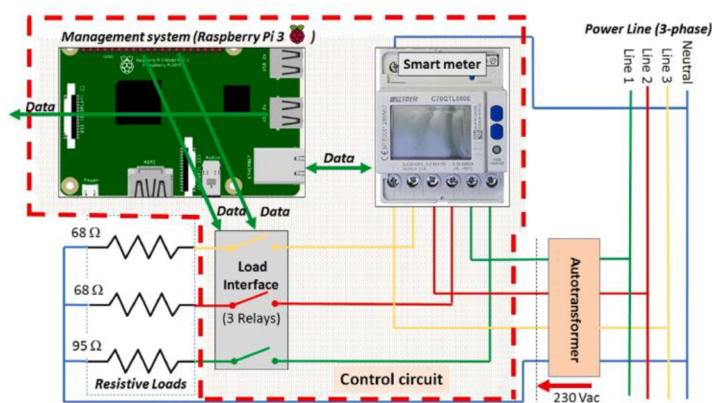 Management system (Raspberry Pi 3 )
Power Line (3-phase)
Smart meter
Line 1
Line 2
Line 3
Neutral
Data
Data
Data
Data
68 Ω
68 Ω
95 Ω
Load
Interface
(3 Relays)
Resistive Loads
Control circuit
Autotransformer
230 Vac